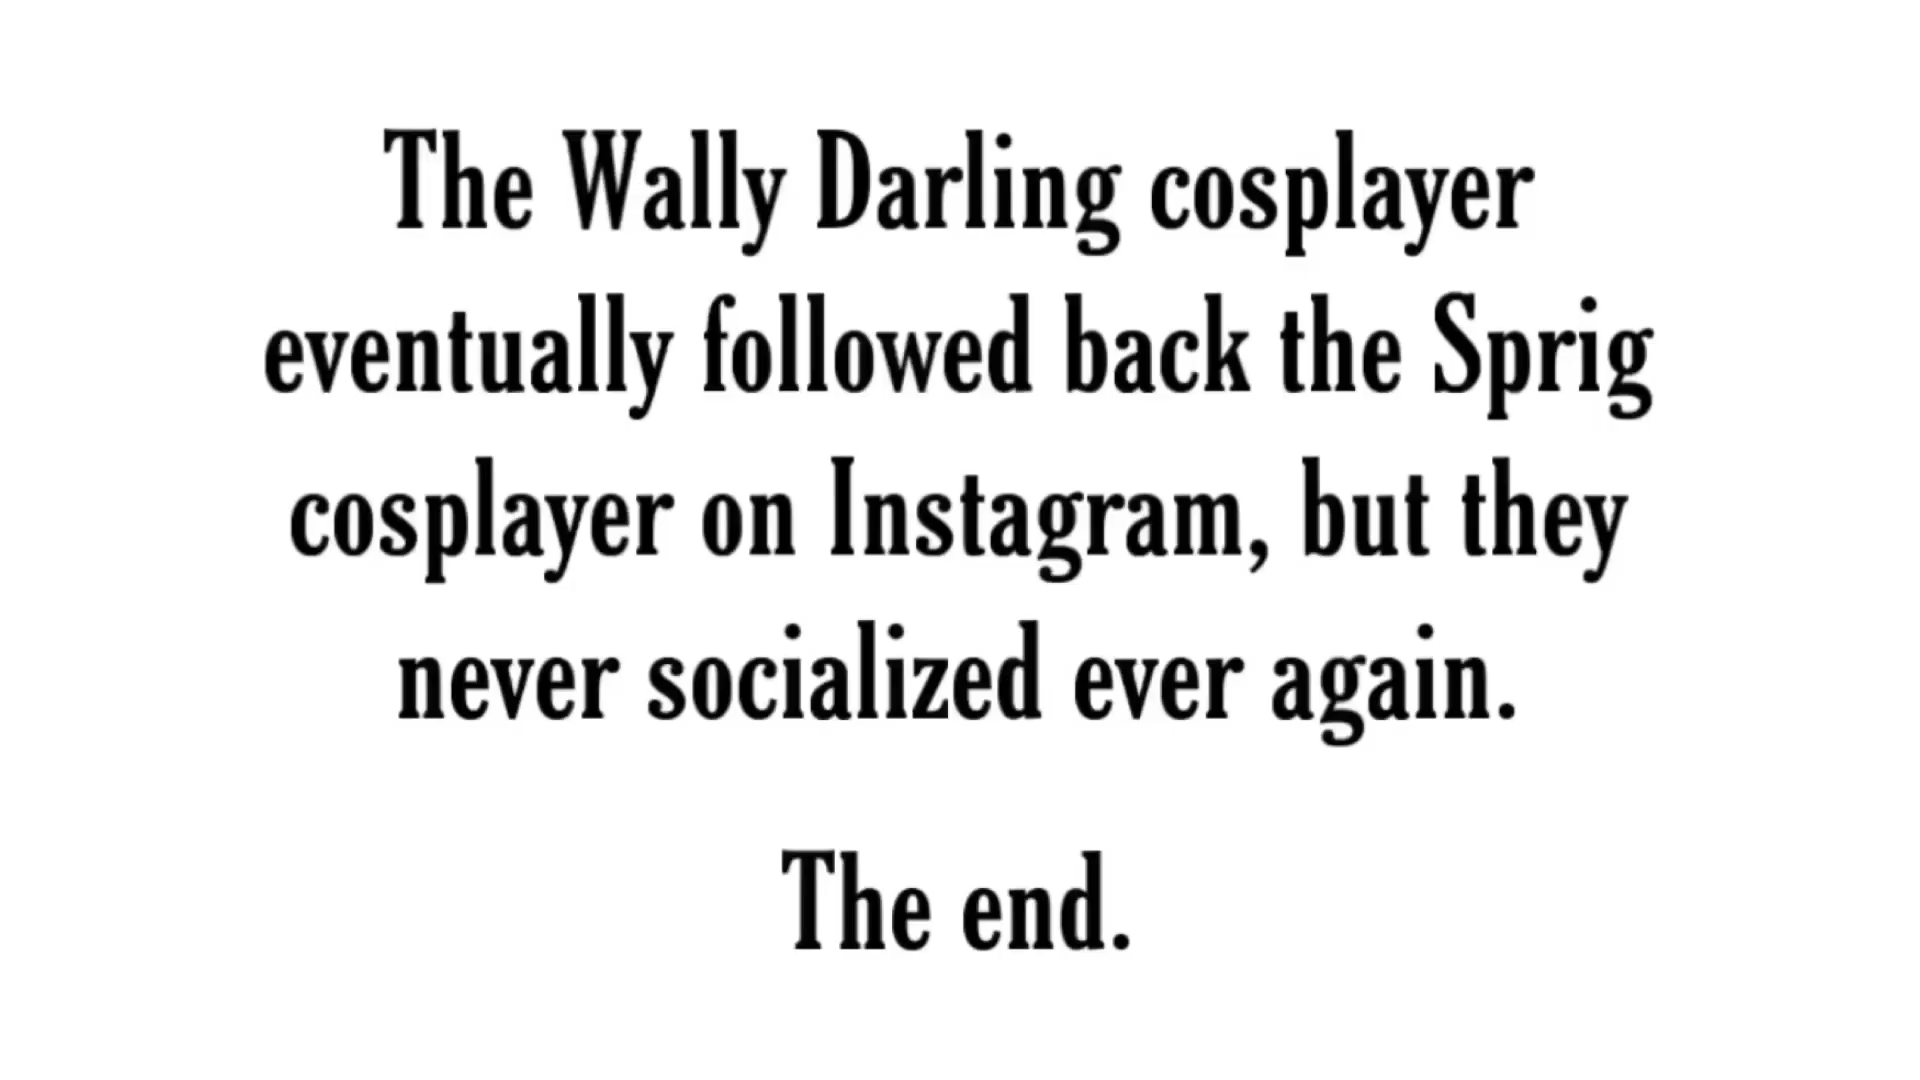 The Wally Darling cosplayer
eventually followed back the Sprig
cosplayer on Instagram, but they
never socialized ever again.
The end.